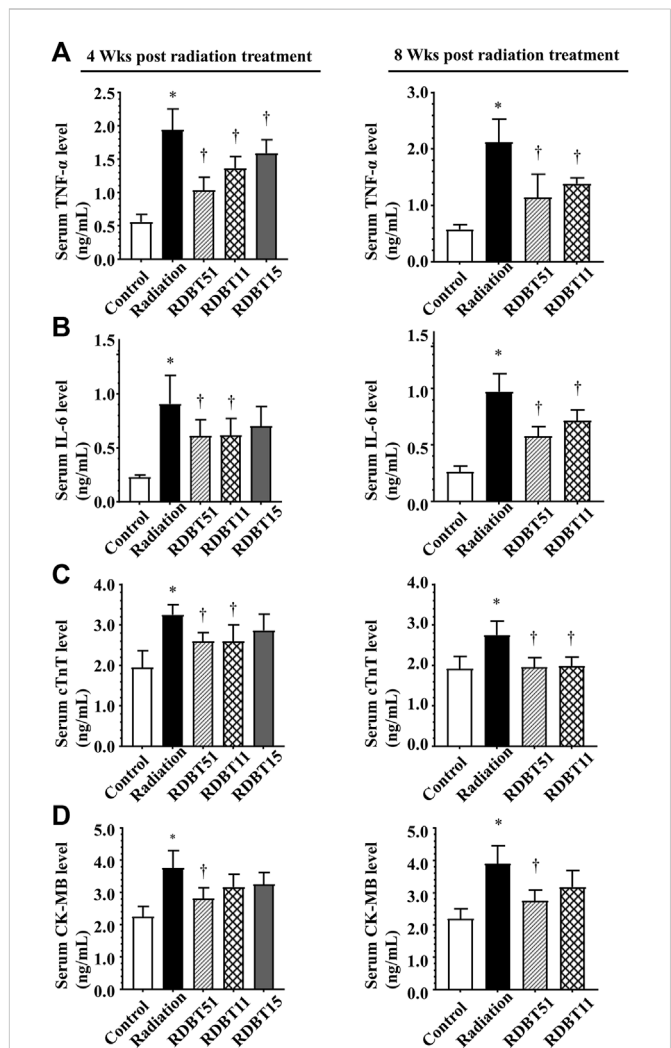 A
4 Wks post radiation treatment
8 Wks post radiation treatment
Serum TNF-α level
(ng/mL)
2.5
2.0
1.5
1.0
0.5
0.0
*
†
†
†
Control
Radiation
RDBT51
RDBT11
RDBT15
Serum TNF-α level
(ng/mL)
3.0
2.0
1.0
0.0
*
†
†
Control
Radiation
RDBT51
RDBT11
B
Serum IL-6 level
(ng/mL)
1.5
1.0
0.5
0.0
*
†
†
Control
Radiation
RDBT51
RDBT11
RDBT15
Serum IL-6 level
(ng/mL)
1.5
1.0
0.5
0.0
*
†
†
Control
Radiation
RDBT51
RDBT11
C
Serum cTnT level
(ng/mL)
4.0
3.0
2.0
1.0
0.0
*
†
†
Control
Radiation
RDBT51
RDBT11
RDBT15
Serum cTnT level
(ng/mL)
4.0
3.0
2.0
1.0
0.0
*
†
†
Control
Radiation
RDBT51
RDBT11
D
Serum CK-MB level
(ng/mL)
5.0
4.0
3.0
2.0
1.0
0.0
*
†
Control
Radiation
RDBT51
RDBT11
RDBT15
Serum CK-MB level
(ng/mL)
5.0
4.0
3.0
2.0
1.0
0.0
*
†
Control
Radiation
RDBT51
RDBT11